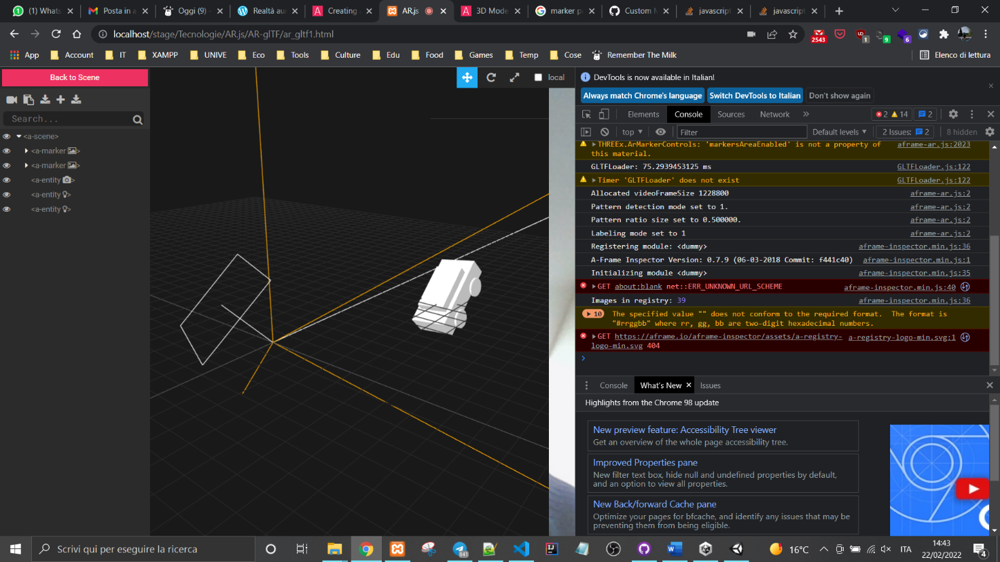 (1) Whats
Posta in a
Oggi (9) -
Realtà au
Creating
AR.js
3D Mode
marker p
Custom M
javascript
javascript
localhost/stage/Tecnologie/AR.js/AR-glTF/ar_gltf1.html
2543
1
9
6
App
Account
IT
XAMPP
UNIVE
Eco
Tools
Culture
Edu
Food
Games
Temp
Cose
Remember The Milk
Elenco di lettura
Back to Scene
local
Search...
<a-scene>
<a-marker >
<a-marker >
<a-entity >
<a-entity >
<a-entity >
DevTools is now available in Italian!
Always match Chrome's language
Switch DevTools to Italian
Don't show again
Elements
Console
Sources
Network
2
14
2
top
Filter
Default levels
2 Issues: 2
8 hidden
THREEx.ArMarkerControls: 'markersAreaEnabled' is not a property of aframe-ar.js:2023
this material.
GLTFLoader: 75.2939453125 ms GLTFLoader.js:122
Timer 'GLTFLoader' does not exist GLTFLoader.js:122
Allocated videoFrameSize 1228800 aframe-ar.js:2
Pattern detection mode set to 1. aframe-ar.js:2
Pattern ratio size set to 0.500000. aframe-ar.js:2
Labeling mode set to 1 aframe-ar.js:2
Registering module: <dummy> aframe-inspector.min.js:36
A-Frame Inspector Version: 0.7.9 (06-03-2018 Commit: f441c40) aframe-inspector.min.js:1
Initializing module <dummy> aframe-inspector.min.js:35
GET about:blank net::ERR_UNKNOWN_URL_SCHEME aframe-inspector.min.js:40
Images in registry: 39 aframe-inspector.min.js:36
10 The specified value "" does not conform to the required format. The format is
"#rrggbb" where rr, gg, bb are two-digit hexadecimal numbers.
GET https://aframe.io/aframe-inspector/assets/a-registry- a-registry-logo-min.svg:1
logo-min.svg 404
Console
What's New
Issues
Highlights from the Chrome 98 update
New preview feature: Accessibility Tree viewer
Get an overview of the whole page accessibility tree.
Improved Properties pane
New filter text box, hide null and undefined properties by default,
and an option to view all properties.
New Back/forward Cache pane
Optimize your pages for bfcache, and identify any issues that may be
preventing them from being eligible.
Scrivi qui per eseguire la ricerca
841
16°C
ITA
14:43
22/02/2022
4